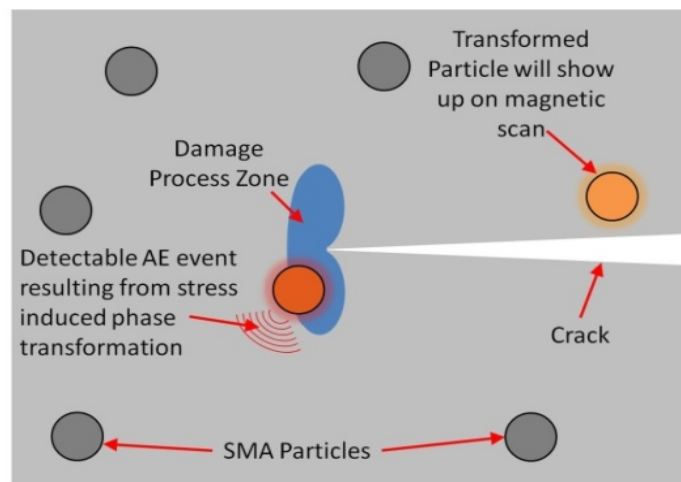 Transformed
Particle will show
up on magnetic
scan
Damage
Process Zone
Detectable AE event
resulting from stress
induced phase
transformation
Crack
SMA Particles